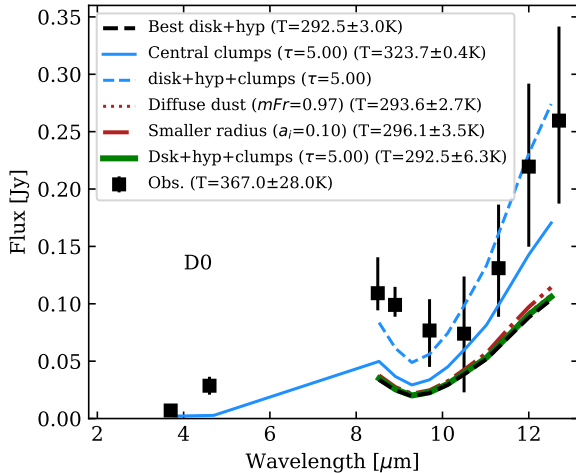 Best disk+hyp (T=292.5±3.0K)
Central clumps (τ=5.00) (T=323.7±0.4K)
disk+hyp+clumps (τ=5.00)
Diffuse dust (mFr=0.97) (T=293.6±2.7K)
Smaller radius (a_i=0.10) (T=296.1±3.5K)
Dsk+hyp+clumps (τ=5.00) (T=292.5±6.3K)
Obs. (T=367.0±28.0K)
D0
Flux [Jy]
0.35
0.30
0.25
0.20
0.15
0.10
0.05
0.00
2 4 6 8 10 12
Wavelength [μm]